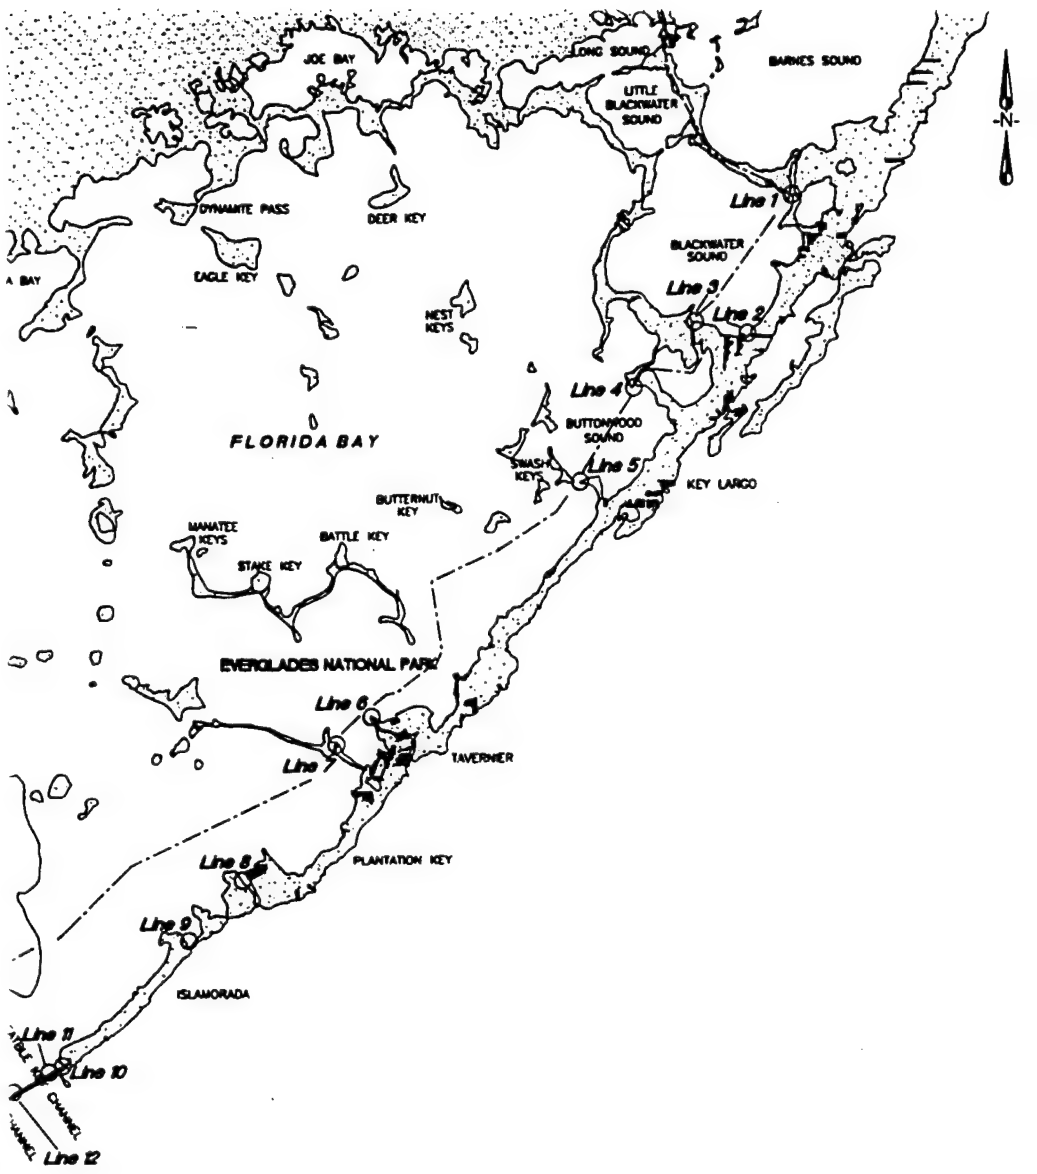 LONG SOUND
JOE BAY
BARNES SOUND
LITTLE
BLACKWATER
SOUND
-N-
Line 1
DYNAMITE PASS
DEER KEY
BLACKWATER
SOUND
EAGLE KEY
A BAY
Line 3
NEST
KEYS
Line 2
Line 4
BUTTONWOOD
SOUND
FLORIDA BAY
SWASH
KEYS
Line 5
KEY LARGO
BUTTERNUT
KEY
MANATEE
KEYS
BATTLE KEY
STAKE KEY
EVERGLADES NATIONAL PARK
Line 6
Line 7
TAVERNIER
PLANTATION KEY
Line 8
Line 9
ISLAMORADA
Line 11
Line 10
CHANNEL
HANNEL
Line 12